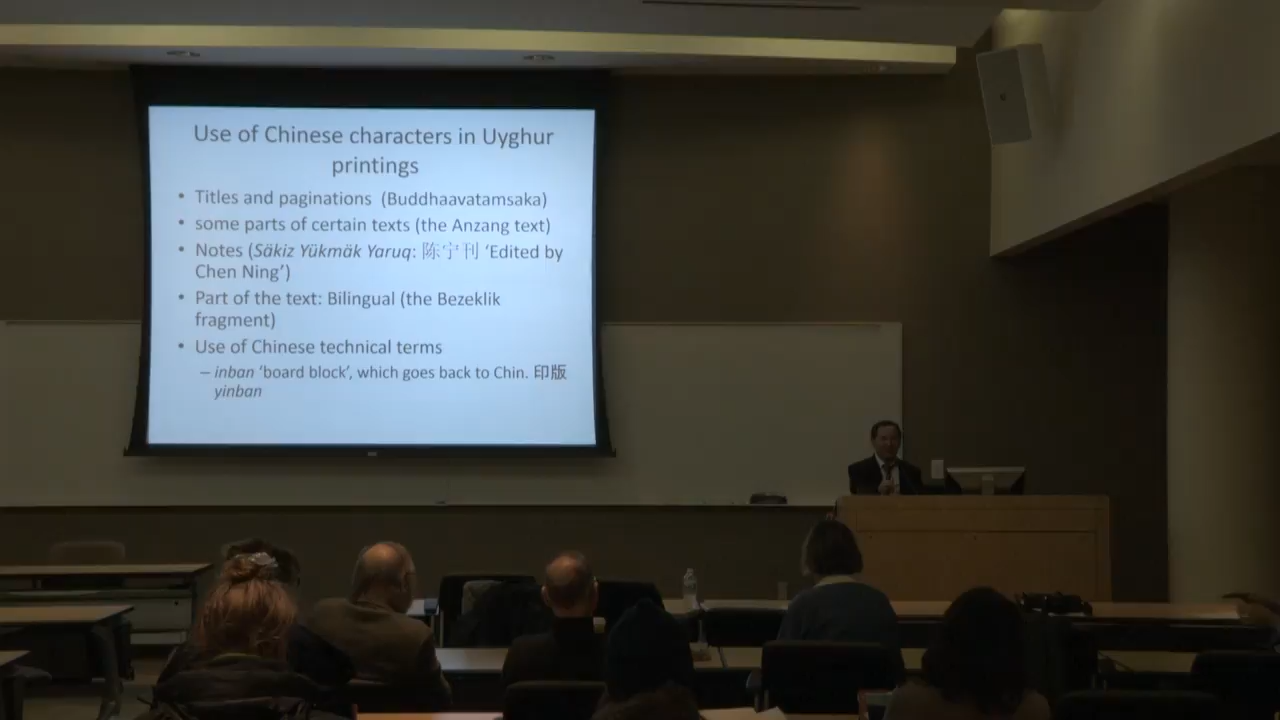 Use of Chinese characters in Uyghur
printings
• Titles and paginations (Buddhaavatamsaka)
• some parts of certain texts (the Anzang text)
• Notes (Säkiz Yükmäk Yaruq: 陈宁刊 ‘Edited by
Chen Ning’)
• Part of the text: Bilingual (the Bezeklik
fragment)
• Use of Chinese technical terms
– inban ‘board block’, which goes back to Chin. 印版
yinban